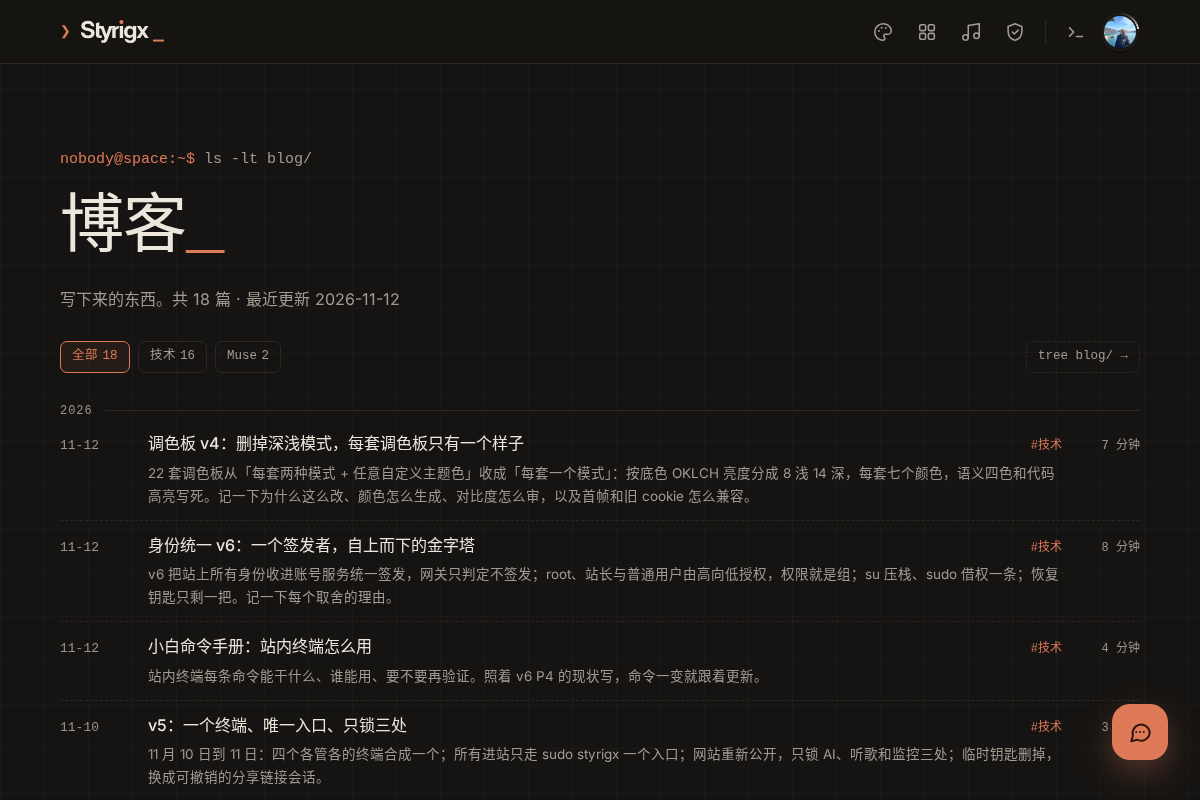 ❯ Styrigx _
nobody@space:~$ ls -lt blog/
博客_
写下来的东西。共 18 篇 · 最近更新 2026-11-12
全部 18 技术 16 Muse 2 tree blog/ →
2026
11-12 调色板 v4：删掉深浅模式，每套调色板只有一个样子 #技术 7 分钟
22 套调色板从「每套两种模式 + 任意自定义主题色」收成「每套一个模式」：按底色 OKLCH 亮度分成 8 浅 14 深，每套七个颜色，语义四色和代码
高亮写死。记一下为什么这么改、颜色怎么生成、对比度怎么审，以及首帧和旧 cookie 怎么兼容。
11-12 身份统一 v6：一个签发者，自上而下的金字塔 #技术 8 分钟
v6 把站上所有身份收进账号服务统一签发，网关只判定不签发；root、站长与普通用户由高向低授权，权限就是组；su 压栈、sudo 借权一条；恢复
钥匙只剩一把。记一下每个取舍的理由。
11-12 小白命令手册：站内终端怎么用 #技术 4 分钟
站内终端每条命令能干什么、谁能用、要不要再验证。照着 v6 P4 的现状写，命令一变就跟着更新。
11-10 v5：一个终端、唯一入口、只锁三处 #技术 3
11 月 10 日到 11 日：四个各管各的终端合成一个；所有进站只走 sudo styrigx 一个入口；网站重新公开，只锁 AI、听歌和监控三处；临时钥匙删掉，
换成可撤销的分享链接会话。